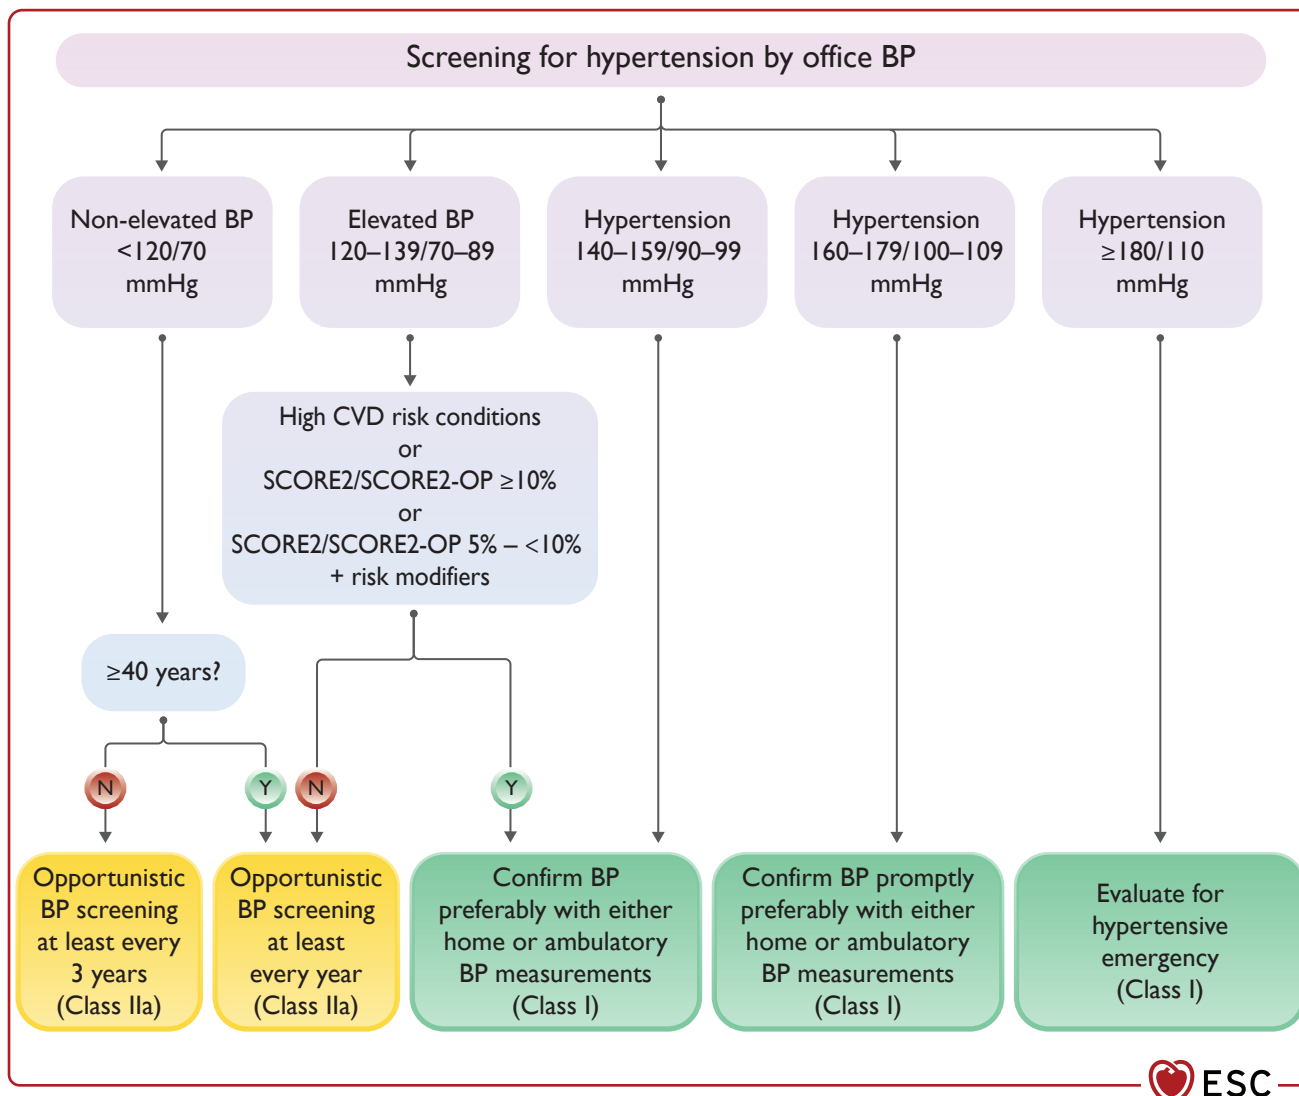 Screening for hypertension by office BP
Non-elevated BP
<120/70
mmHg
Elevated BP
120–139/70–89
mmHg
Hypertension
140–159/90–99
mmHg
Hypertension
160–179/100–109
mmHg
Hypertension
≥180/110
mmHg
High CVD risk conditions
or
SCORE2/SCORE2-OP ≥10%
or
SCORE2/SCORE2-OP 5% – <10%
+ risk modifiers
≥40 years?
N
Y
N
Y
Opportunistic
BP screening
at least every
3 years
(Class IIa)
Opportunistic
BP screening
at least
every year
(Class IIa)
Confirm BP
preferably with either
home or ambulatory
BP measurements
(Class I)
Confirm BP promptly
preferably with either
home or ambulatory
BP measurements
(Class I)
Evaluate for
hypertensive
emergency
(Class I)
ESC